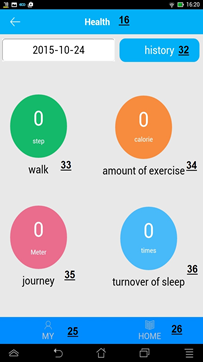 16:20
Health 16
2015-10-24
history 32
0
step
walk 33
0
calorie
amount of exercise 34
0
Meter
journey 35
0
times
turnover of sleep 36
MY 25
HOME 26